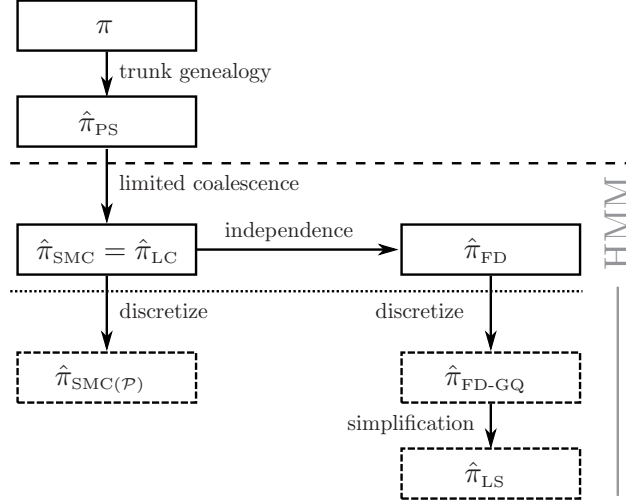 π
trunk genealogy
π̂_PS
limited coalescence
π̂_SMC = π̂_LC
independence
π̂_FD
HMM
discretize
discretize
π̂_SMC(𝒫)
π̂_FD-GQ
simplification
π̂_LS